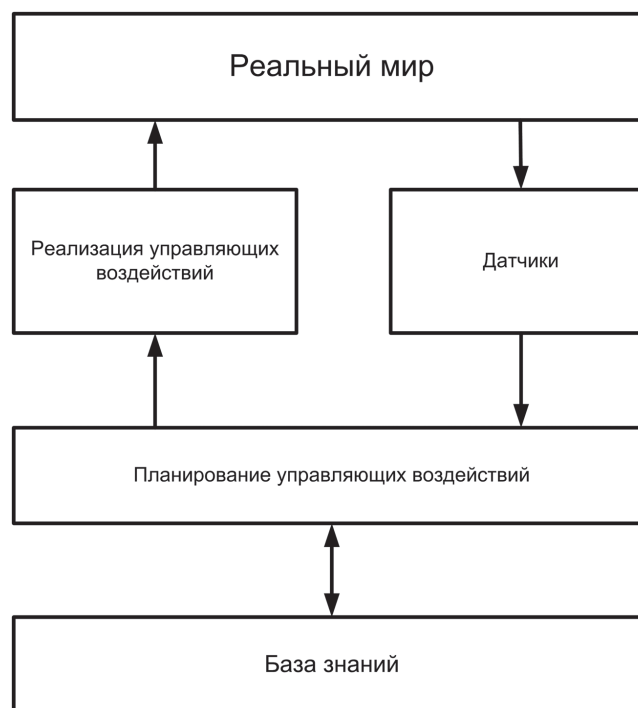 Реальный мир
Реализация управляющих
воздействий
Датчики
Планирование управляющих воздействий
База знаний